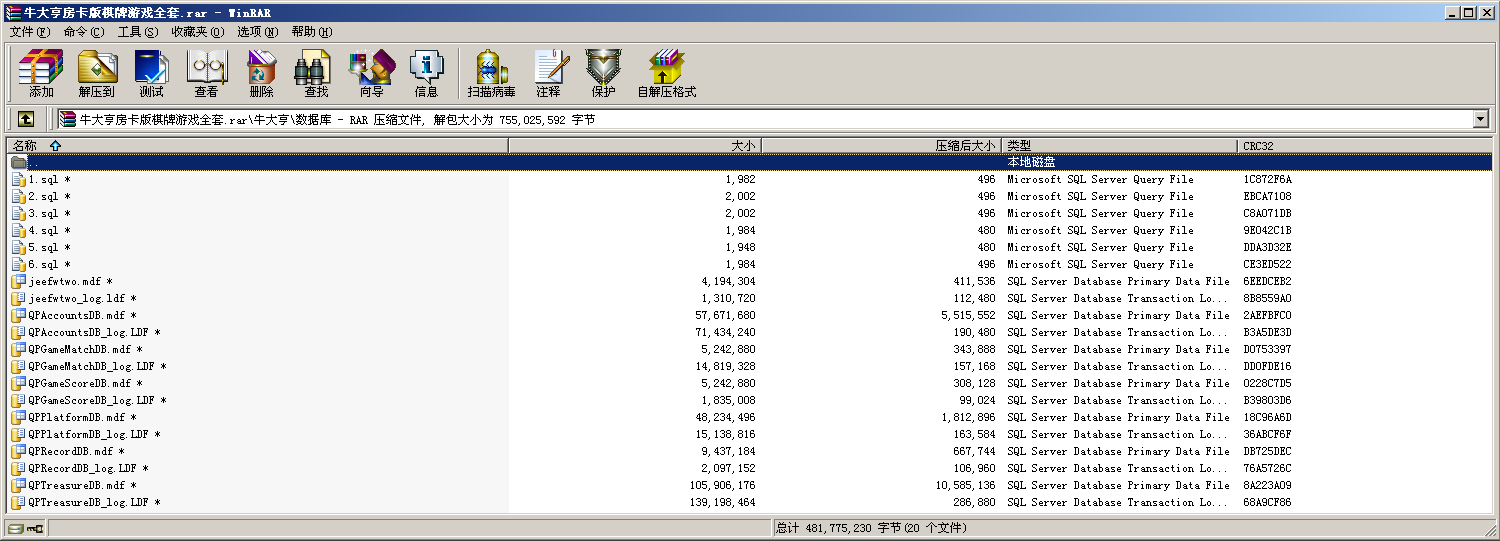 牛大亨房卡版棋牌游戏全套.rar - WinRAR
文件(F) 命令(C) 工具(S) 收藏夹(O) 选项(N) 帮助(H)
添加 解压到 测试 查看 删除 查找 向导 信息 扫描病毒 注释 保护 自解压格式
牛大亨房卡版棋牌游戏全套.rar\牛大亨\数据库 - RAR 压缩文件, 解包大小为 755,025,592 字节
名称 大小 压缩后大小 类型 CRC32
.. 本地磁盘
1.sql * 1,982 496 Microsoft SQL Server Query File 1C872F6A
2.sql * 2,002 496 Microsoft SQL Server Query File EBCA7108
3.sql * 2,002 496 Microsoft SQL Server Query File C8A071DB
4.sql * 1,984 480 Microsoft SQL Server Query File 9E042C1B
5.sql * 1,948 480 Microsoft SQL Server Query File DDA3D32E
6.sql * 1,984 496 Microsoft SQL Server Query File CE3ED522
jeefwtwo.mdf * 4,194,304 411,536 SQL Server Database Primary Data File 6EEDCEB2
jeefwtwo_log.ldf * 1,310,720 112,480 SQL Server Database Transaction Lo... 8B8559A0
QPAccountsDB.mdf * 57,671,680 5,515,552 SQL Server Database Primary Data File 2AEFBFC0
QPAccountsDB_log.LDF * 71,434,240 190,480 SQL Server Database Transaction Lo... B3A5DE3D
QPGameMatchDB.mdf * 5,242,880 343,888 SQL Server Database Primary Data File D0753397
QPGameMatchDB_log.LDF * 14,819,328 157,168 SQL Server Database Transaction Lo... DD0FDE16
QPGameScoreDB.mdf * 5,242,880 308,128 SQL Server Database Primary Data File 0228C7D5
QPGameScoreDB_log.LDF * 1,835,008 99,024 SQL Server Database Transaction Lo... B39803D6
QPPlatformDB.mdf * 48,234,496 1,812,896 SQL Server Database Primary Data File 18C96A6D
QPPlatformDB_log.LDF * 15,138,816 163,584 SQL Server Database Transaction Lo... 36ABCF6F
QPRecordDB.mdf * 9,437,184 667,744 SQL Server Database Primary Data File DB725DEC
QPRecordDB_log.LDF * 2,097,152 106,960 SQL Server Database Transaction Lo... 76A5726C
QPTreasureDB.mdf * 105,906,176 10,585,136 SQL Server Database Primary Data File 8A223A09
QPTreasureDB_log.LDF * 139,198,464 286,880 SQL Server Database Transaction Lo... 68A9CF86
总计 481,775,230 字节(20 个文件)